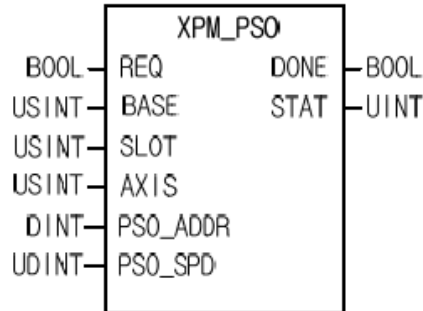 XPM_PSO
BOOL REQ DONE BOOL
USINT BASE STAT UINT
USINT SLOT
USINT AXIS
DINT PSO_ADDR
UDINT PSO_SPD